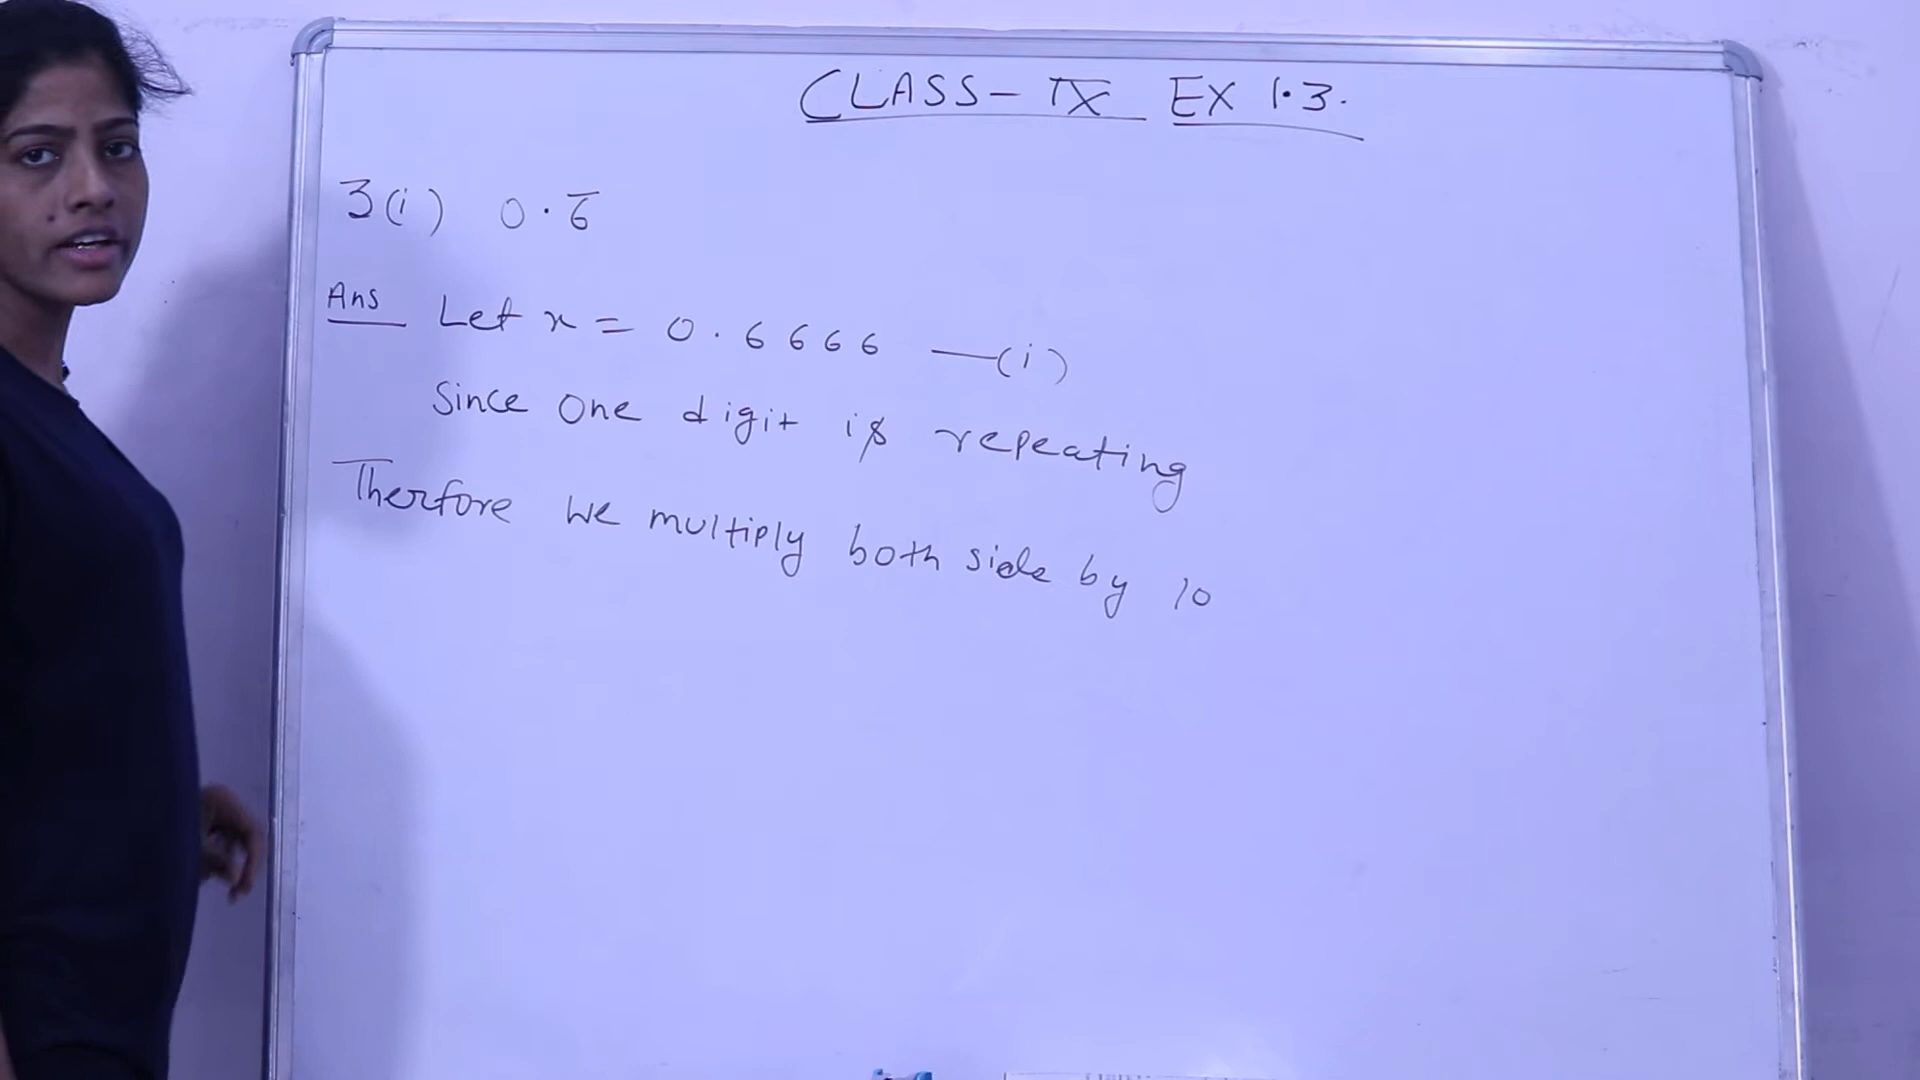 CLASS-IX EX 1.3.
3(i) 0.6̅
Ans Let x = 0.6666 —(i)
Since one digit is repeating
Therfore we multiply both side by 10